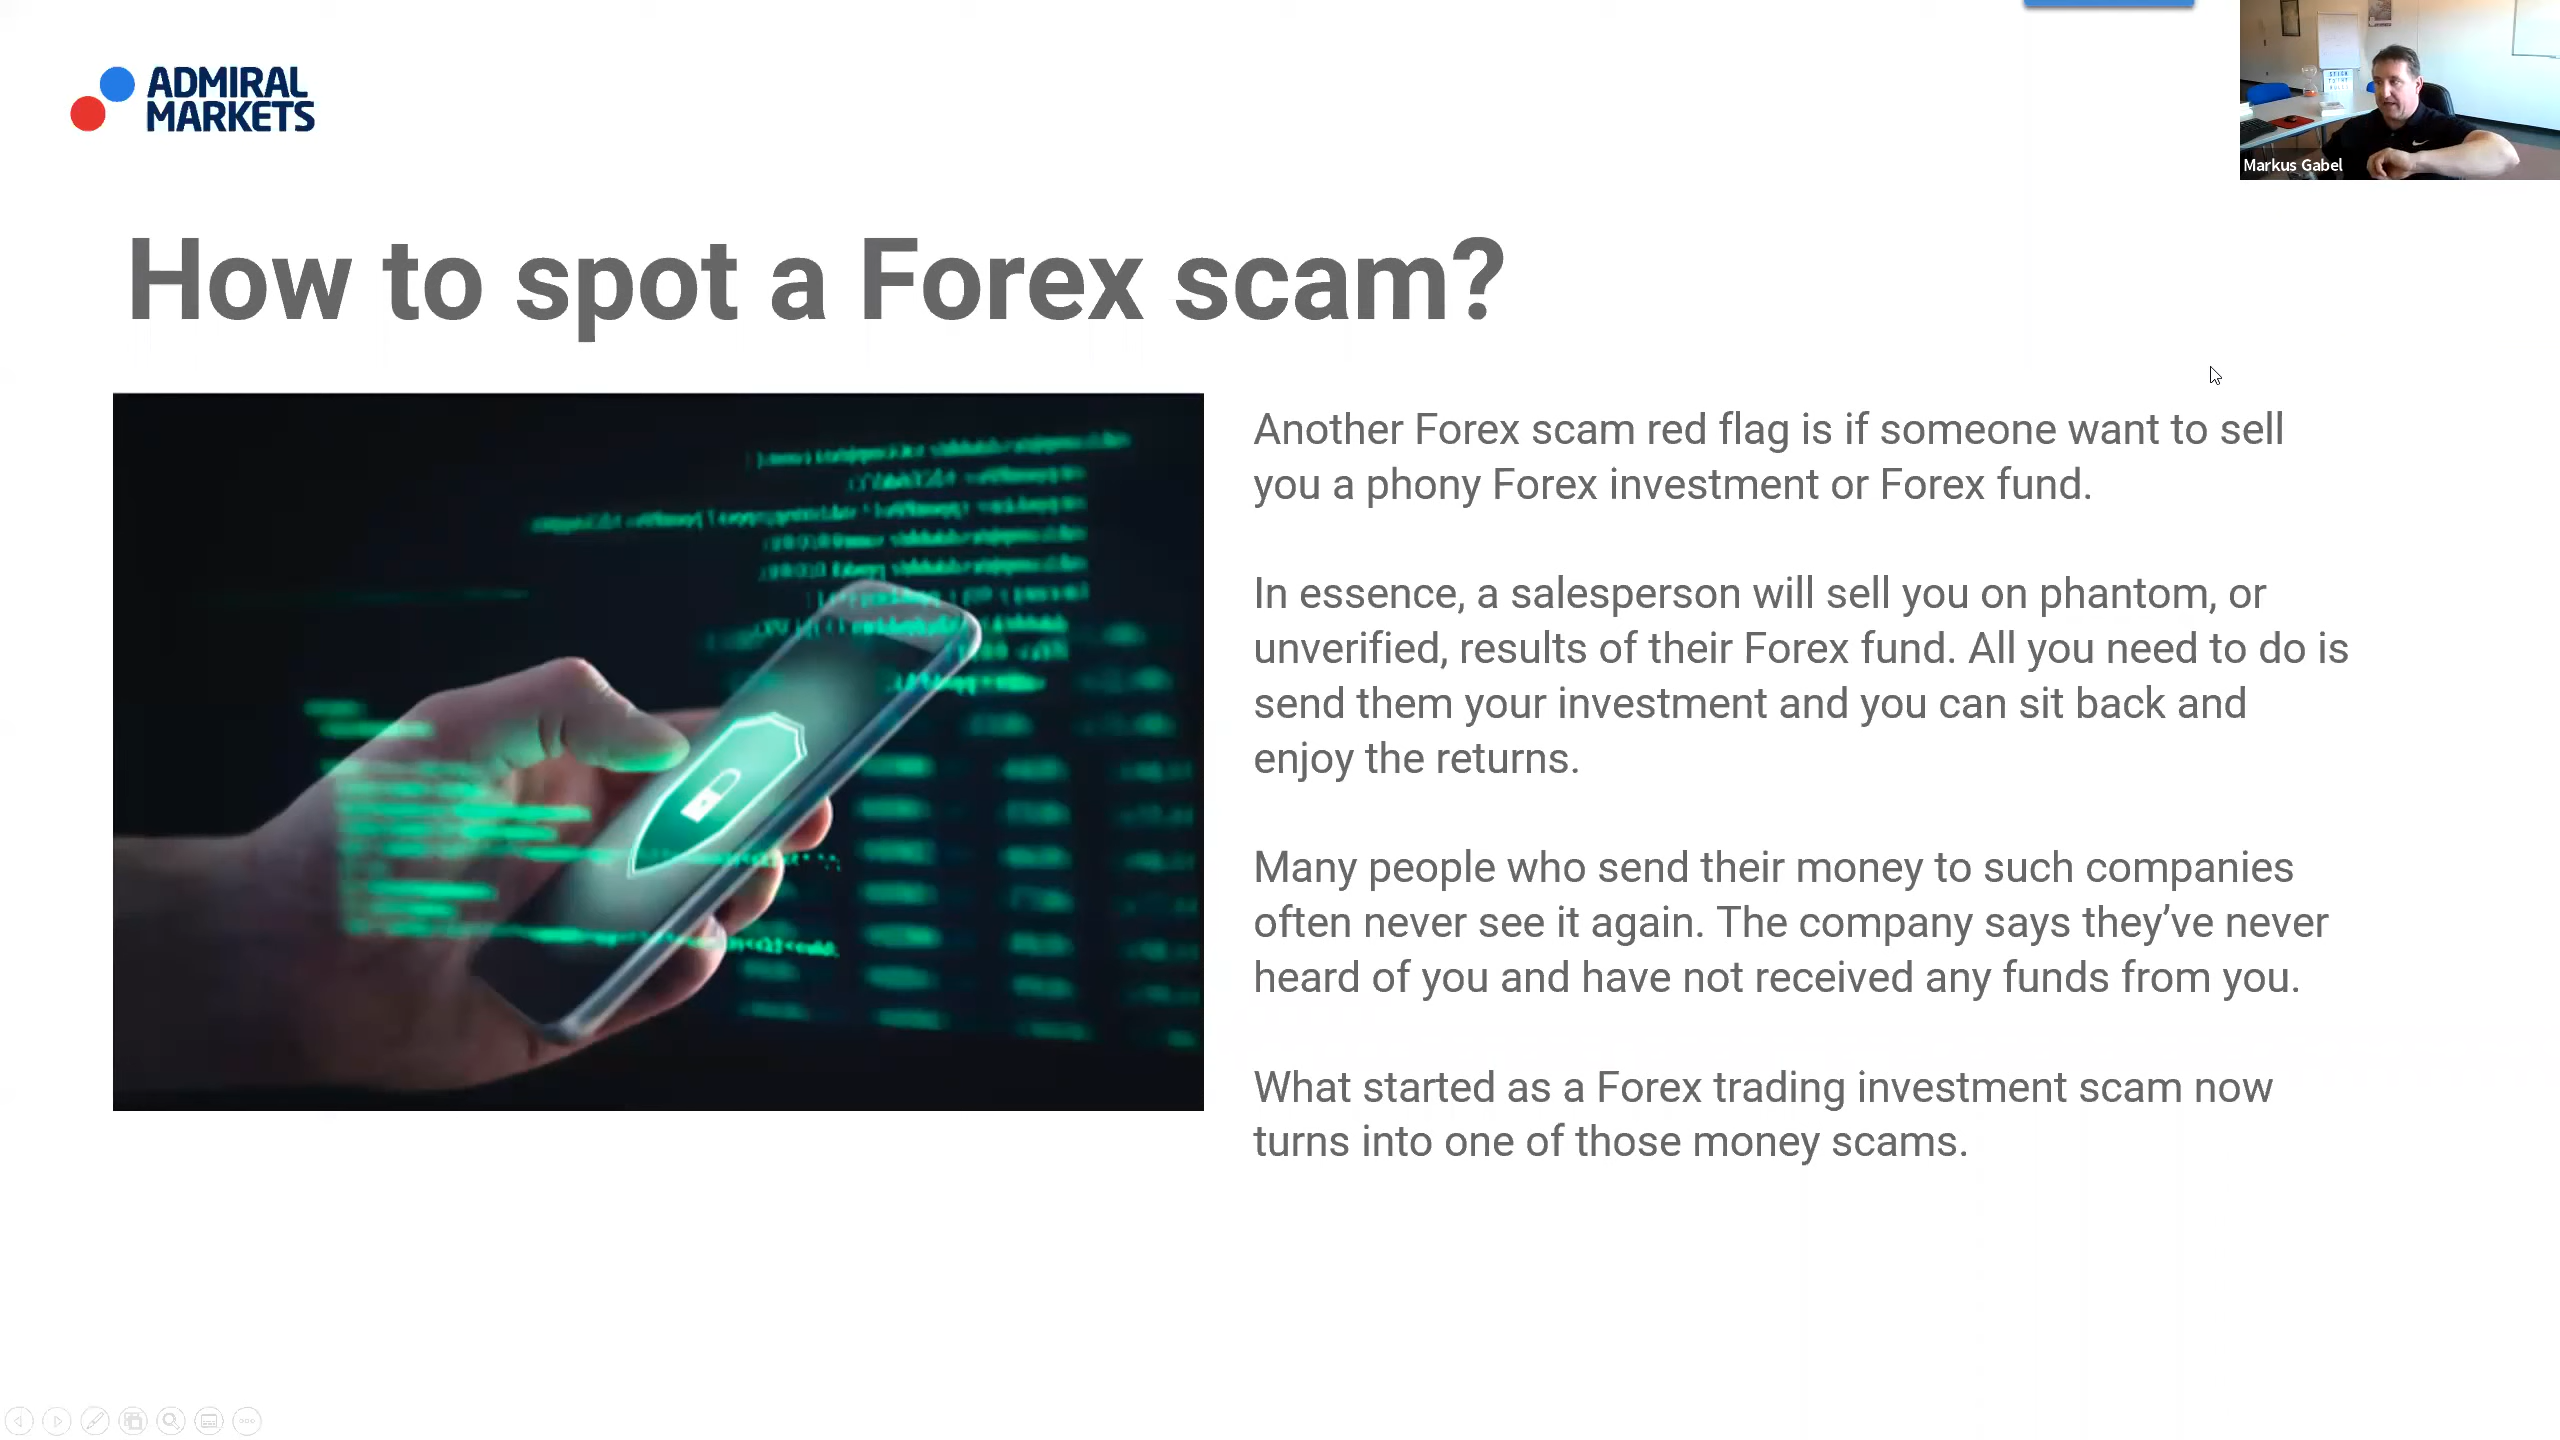 ADMIRAL
MARKETS
Markus Gabel
How to spot a Forex scam?
Another Forex scam red flag is if someone want to sell
you a phony Forex investment or Forex fund.
In essence, a salesperson will sell you on phantom, or
unverified, results of their Forex fund. All you need to do is
send them your investment and you can sit back and
enjoy the returns.
Many people who send their money to such companies
often never see it again. The company says they’ve never
heard of you and have not received any funds from you.
What started as a Forex trading investment scam now
turns into one of those money scams.